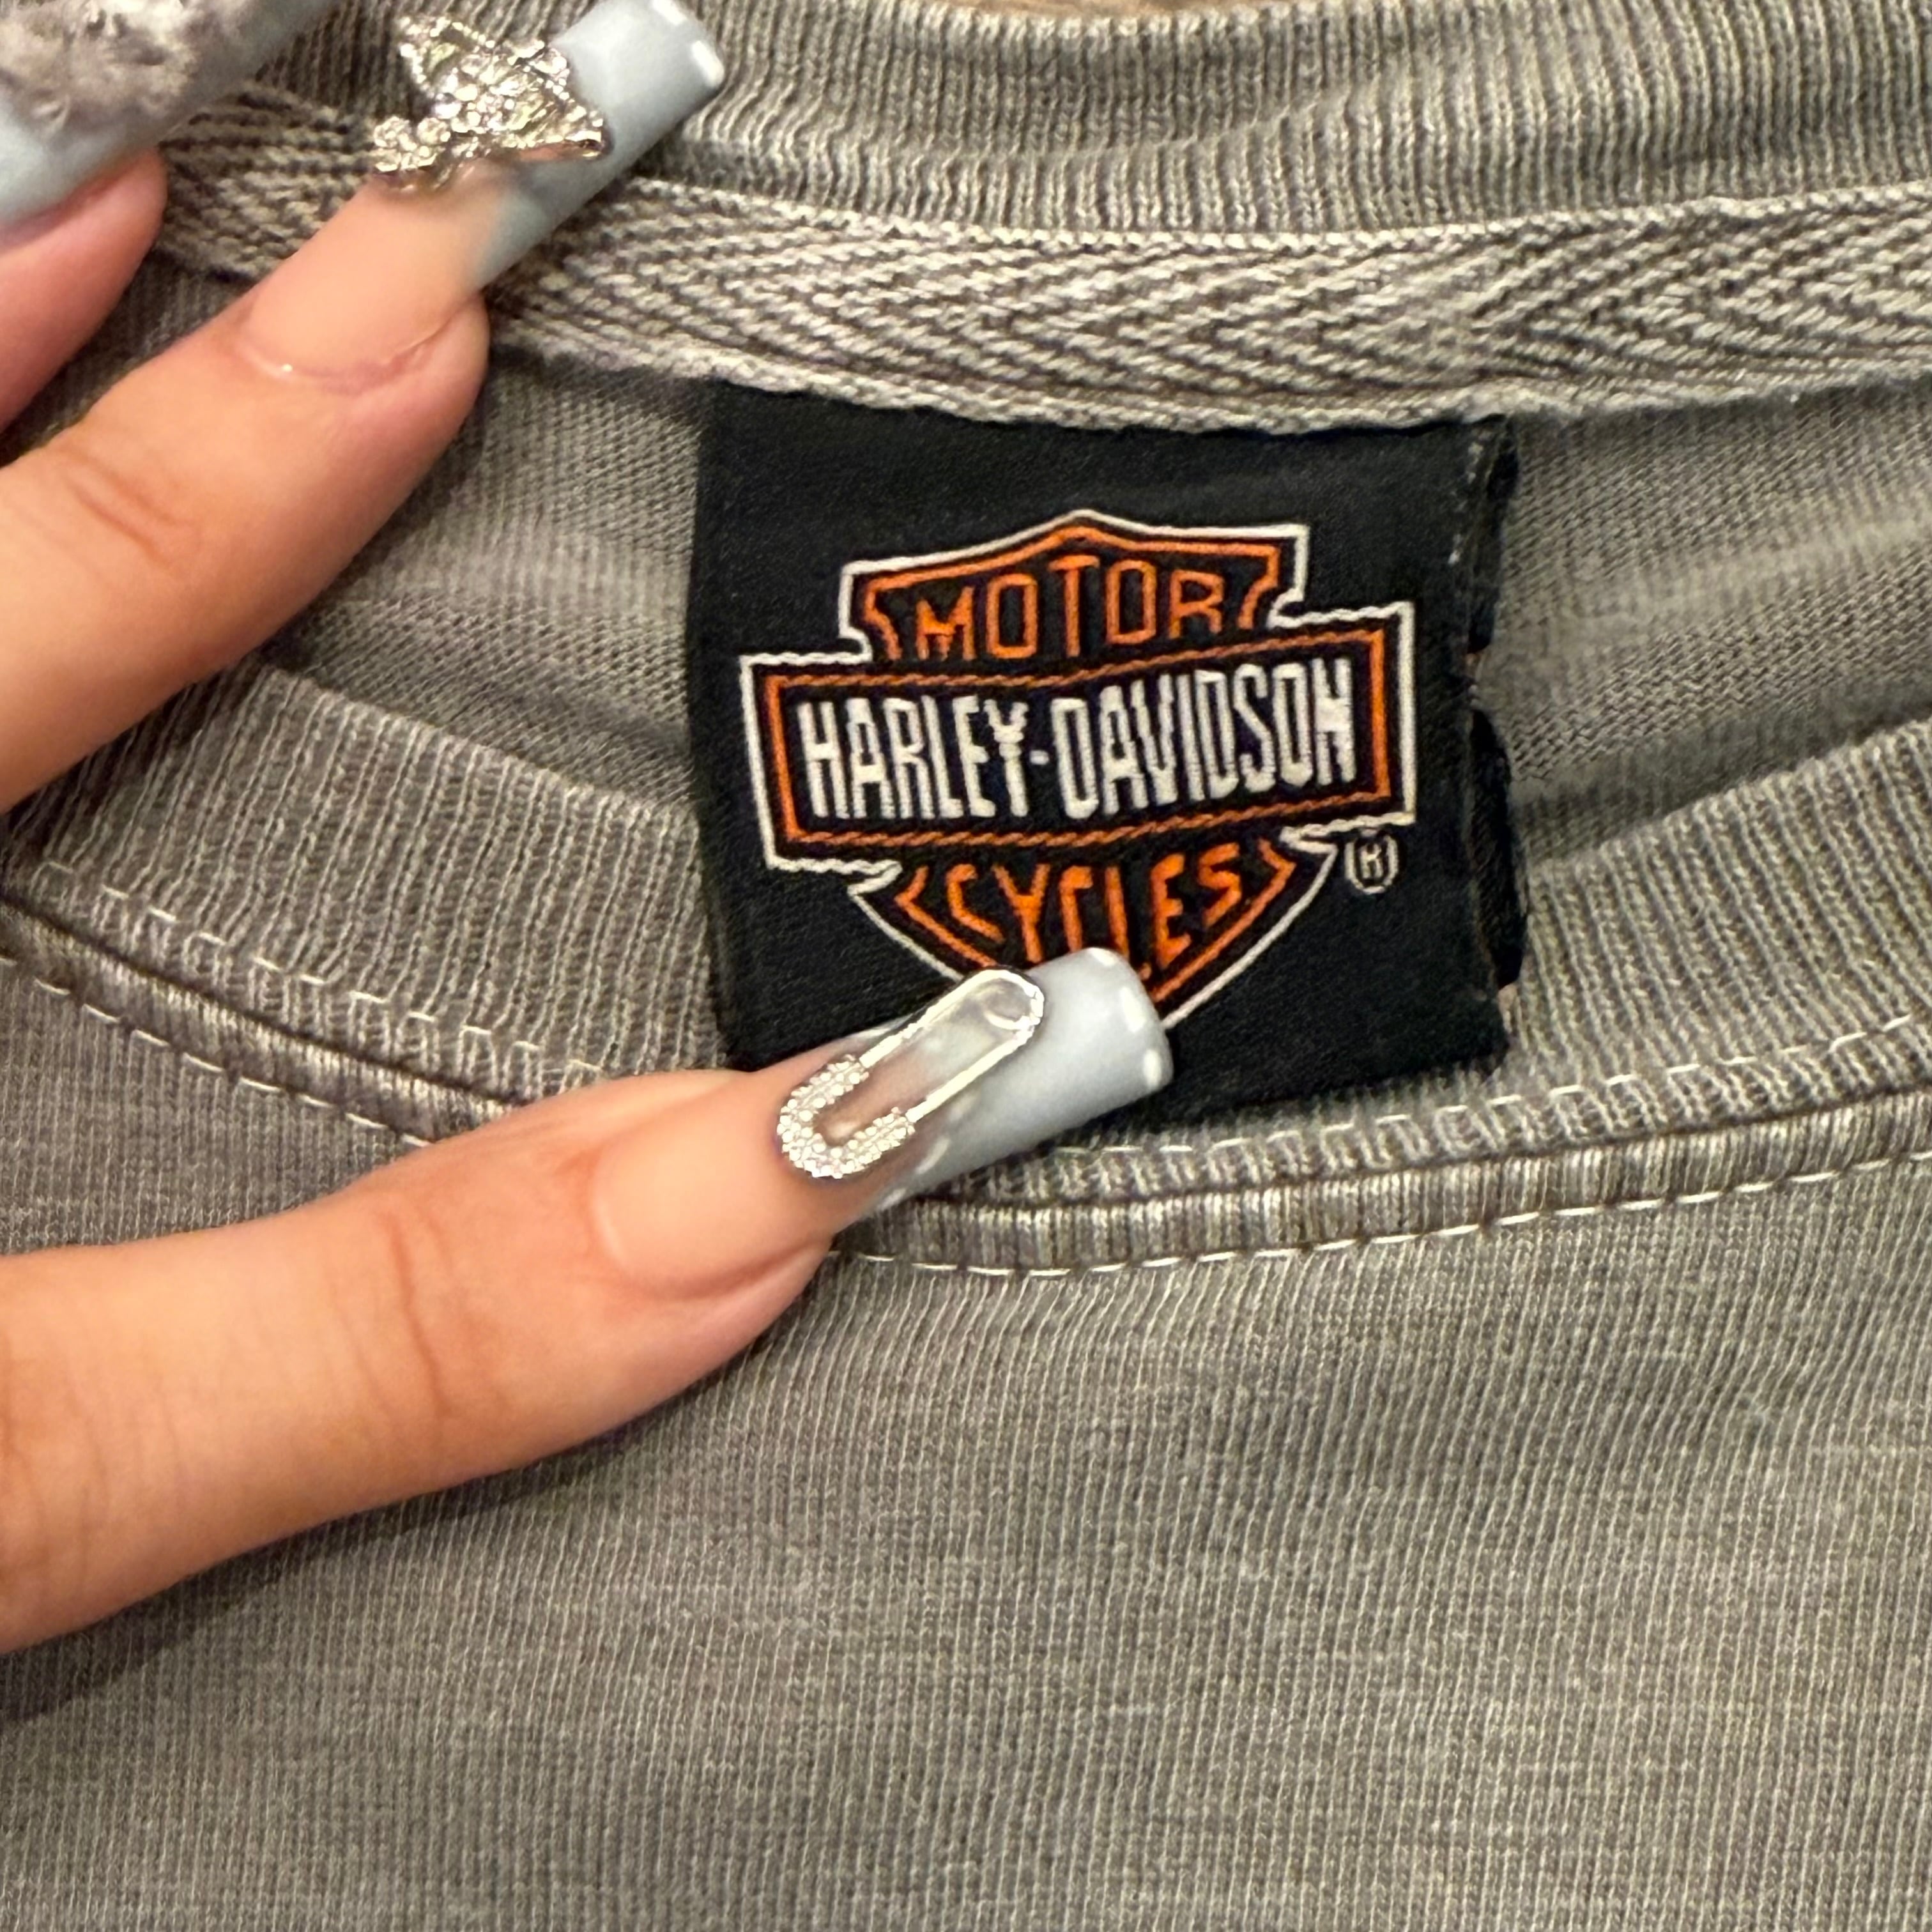 MOTOR
HARLEY-DAVIDSON
CYCLES
®